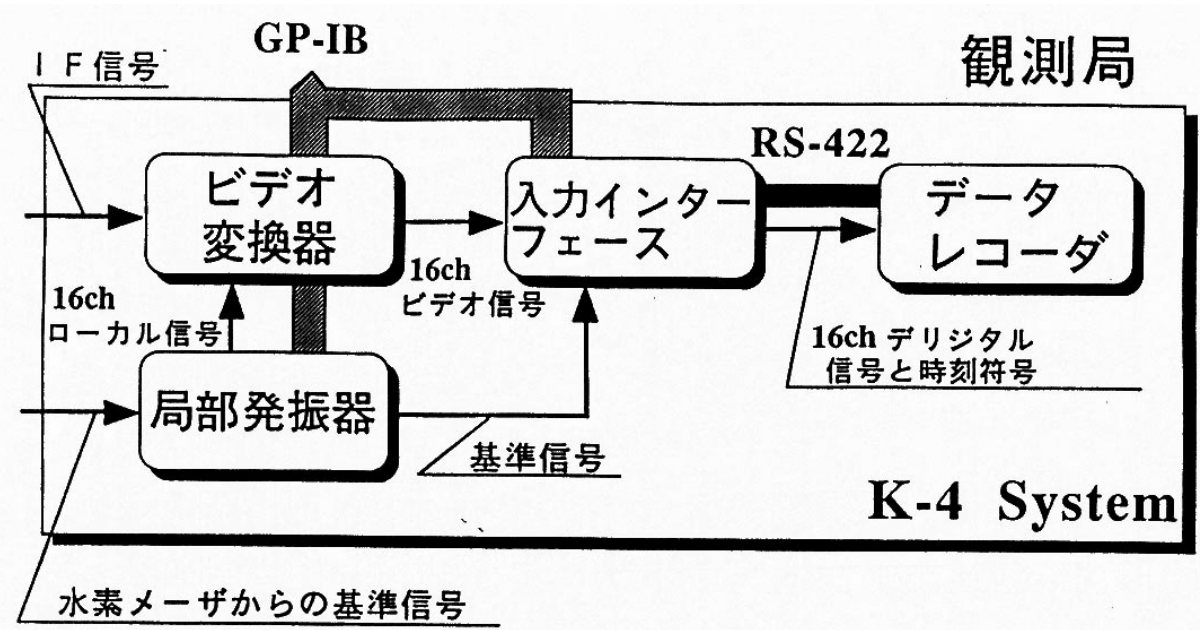 GP-IB
IF信号
観測局
RS-422
ビデオ
変換器
入力インター
フェース
データ
レコーダ
16ch
ローカル信号
16ch
ビデオ信号
16ch デリジタル
信号と時刻符号
局部発振器
基準信号
K-4 System
水素メーザからの基準信号